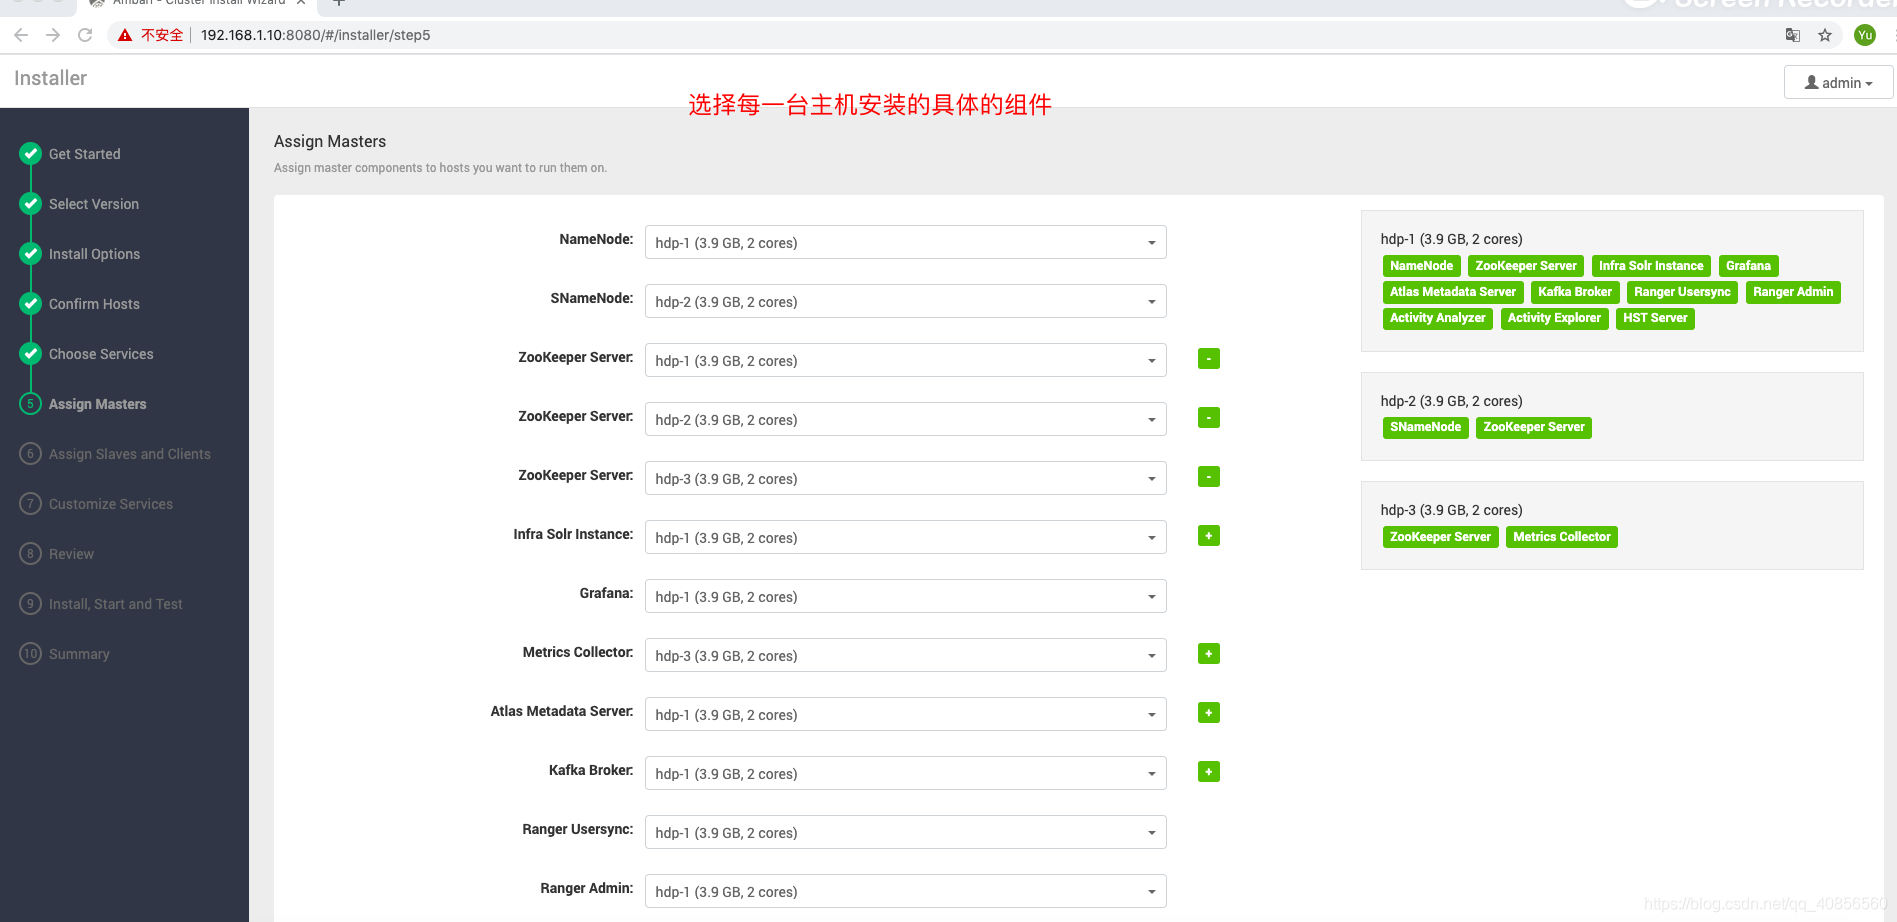 Ambari - Cluster Install Wizard
Screen Recorder
不安全 192.168.1.10:8080/#/installer/step5
Yu
Installer
admin
选择每一台主机安装的具体的组件
Get Started
Select Version
Install Options
Confirm Hosts
Choose Services
5 Assign Masters
6 Assign Slaves and Clients
7 Customize Services
8 Review
9 Install, Start and Test
10 Summary
Assign Masters
Assign master components to hosts you want to run them on.
NameNode: hdp-1 (3.9 GB, 2 cores)
SNameNode: hdp-2 (3.9 GB, 2 cores)
ZooKeeper Server: hdp-1 (3.9 GB, 2 cores) -
ZooKeeper Server: hdp-2 (3.9 GB, 2 cores) -
ZooKeeper Server: hdp-3 (3.9 GB, 2 cores) -
Infra Solr Instance: hdp-1 (3.9 GB, 2 cores) +
Grafana: hdp-1 (3.9 GB, 2 cores)
Metrics Collector: hdp-3 (3.9 GB, 2 cores) +
Atlas Metadata Server: hdp-1 (3.9 GB, 2 cores) +
Kafka Broker: hdp-1 (3.9 GB, 2 cores) +
Ranger Usersync: hdp-1 (3.9 GB, 2 cores)
Ranger Admin: hdp-1 (3.9 GB, 2 cores)
hdp-1 (3.9 GB, 2 cores)
NameNode ZooKeeper Server Infra Solr Instance Grafana
Atlas Metadata Server Kafka Broker Ranger Usersync Ranger Admin
Activity Analyzer Activity Explorer HST Server
hdp-2 (3.9 GB, 2 cores)
SNameNode ZooKeeper Server
hdp-3 (3.9 GB, 2 cores)
ZooKeeper Server Metrics Collector
https://blog.csdn.net/qq_40856560